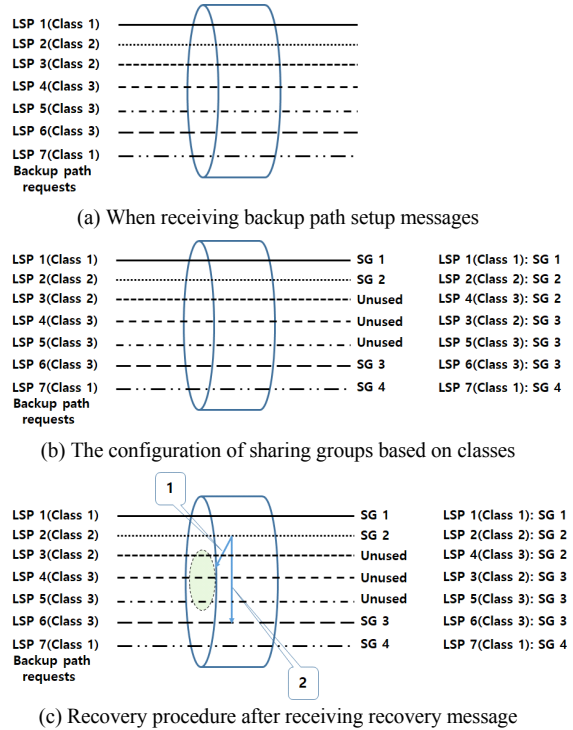 LSP 1(Class 1)
LSP 2(Class 2)
LSP 3(Class 2)
LSP 4(Class 3)
LSP 5(Class 3)
LSP 6(Class 3)
LSP 7(Class 1)
Backup path
requests
(a) When receiving backup path setup messages
LSP 1(Class 1) SG 1 LSP 1(Class 1): SG 1
LSP 2(Class 2) SG 2 LSP 2(Class 2): SG 2
LSP 3(Class 2) Unused LSP 4(Class 3): SG 2
LSP 4(Class 3) Unused LSP 3(Class 2): SG 3
LSP 5(Class 3) Unused LSP 5(Class 3): SG 3
LSP 6(Class 3) SG 3 LSP 6(Class 3): SG 3
LSP 7(Class 1) SG 4 LSP 7(Class 1): SG 4
Backup path
requests
(b) The configuration of sharing groups based on classes
1
LSP 1(Class 1) SG 1 LSP 1(Class 1): SG 1
LSP 2(Class 2) SG 2 LSP 2(Class 2): SG 2
LSP 3(Class 2) Unused LSP 4(Class 3): SG 2
LSP 4(Class 3) Unused LSP 3(Class 2): SG 3
LSP 5(Class 3) Unused LSP 5(Class 3): SG 3
LSP 6(Class 3) SG 3 LSP 6(Class 3): SG 3
LSP 7(Class 1) SG 4 LSP 7(Class 1): SG 4
Backup path
requests
2
(c) Recovery procedure after receiving recovery message